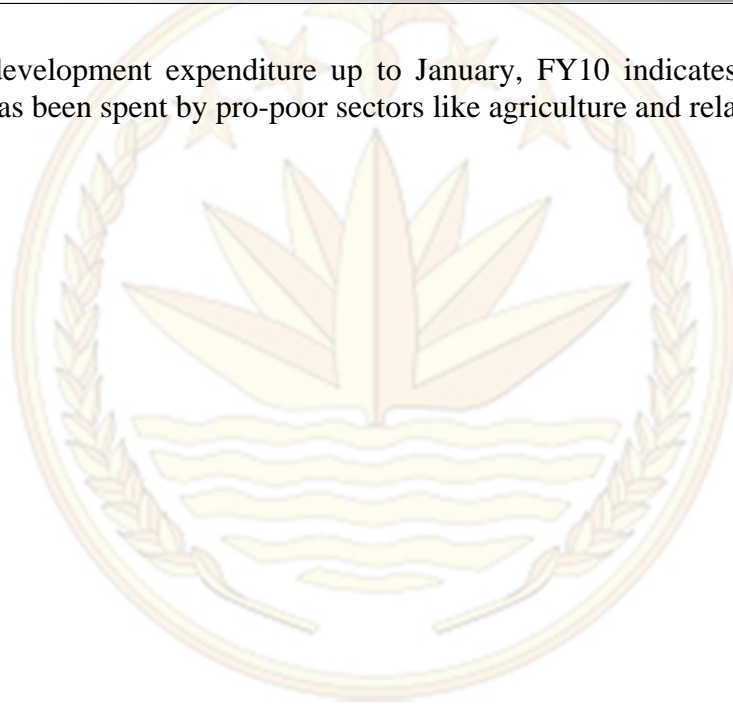 development expenditure up to January, FY10 indicates
as been spent by pro-poor sectors like agriculture and rela